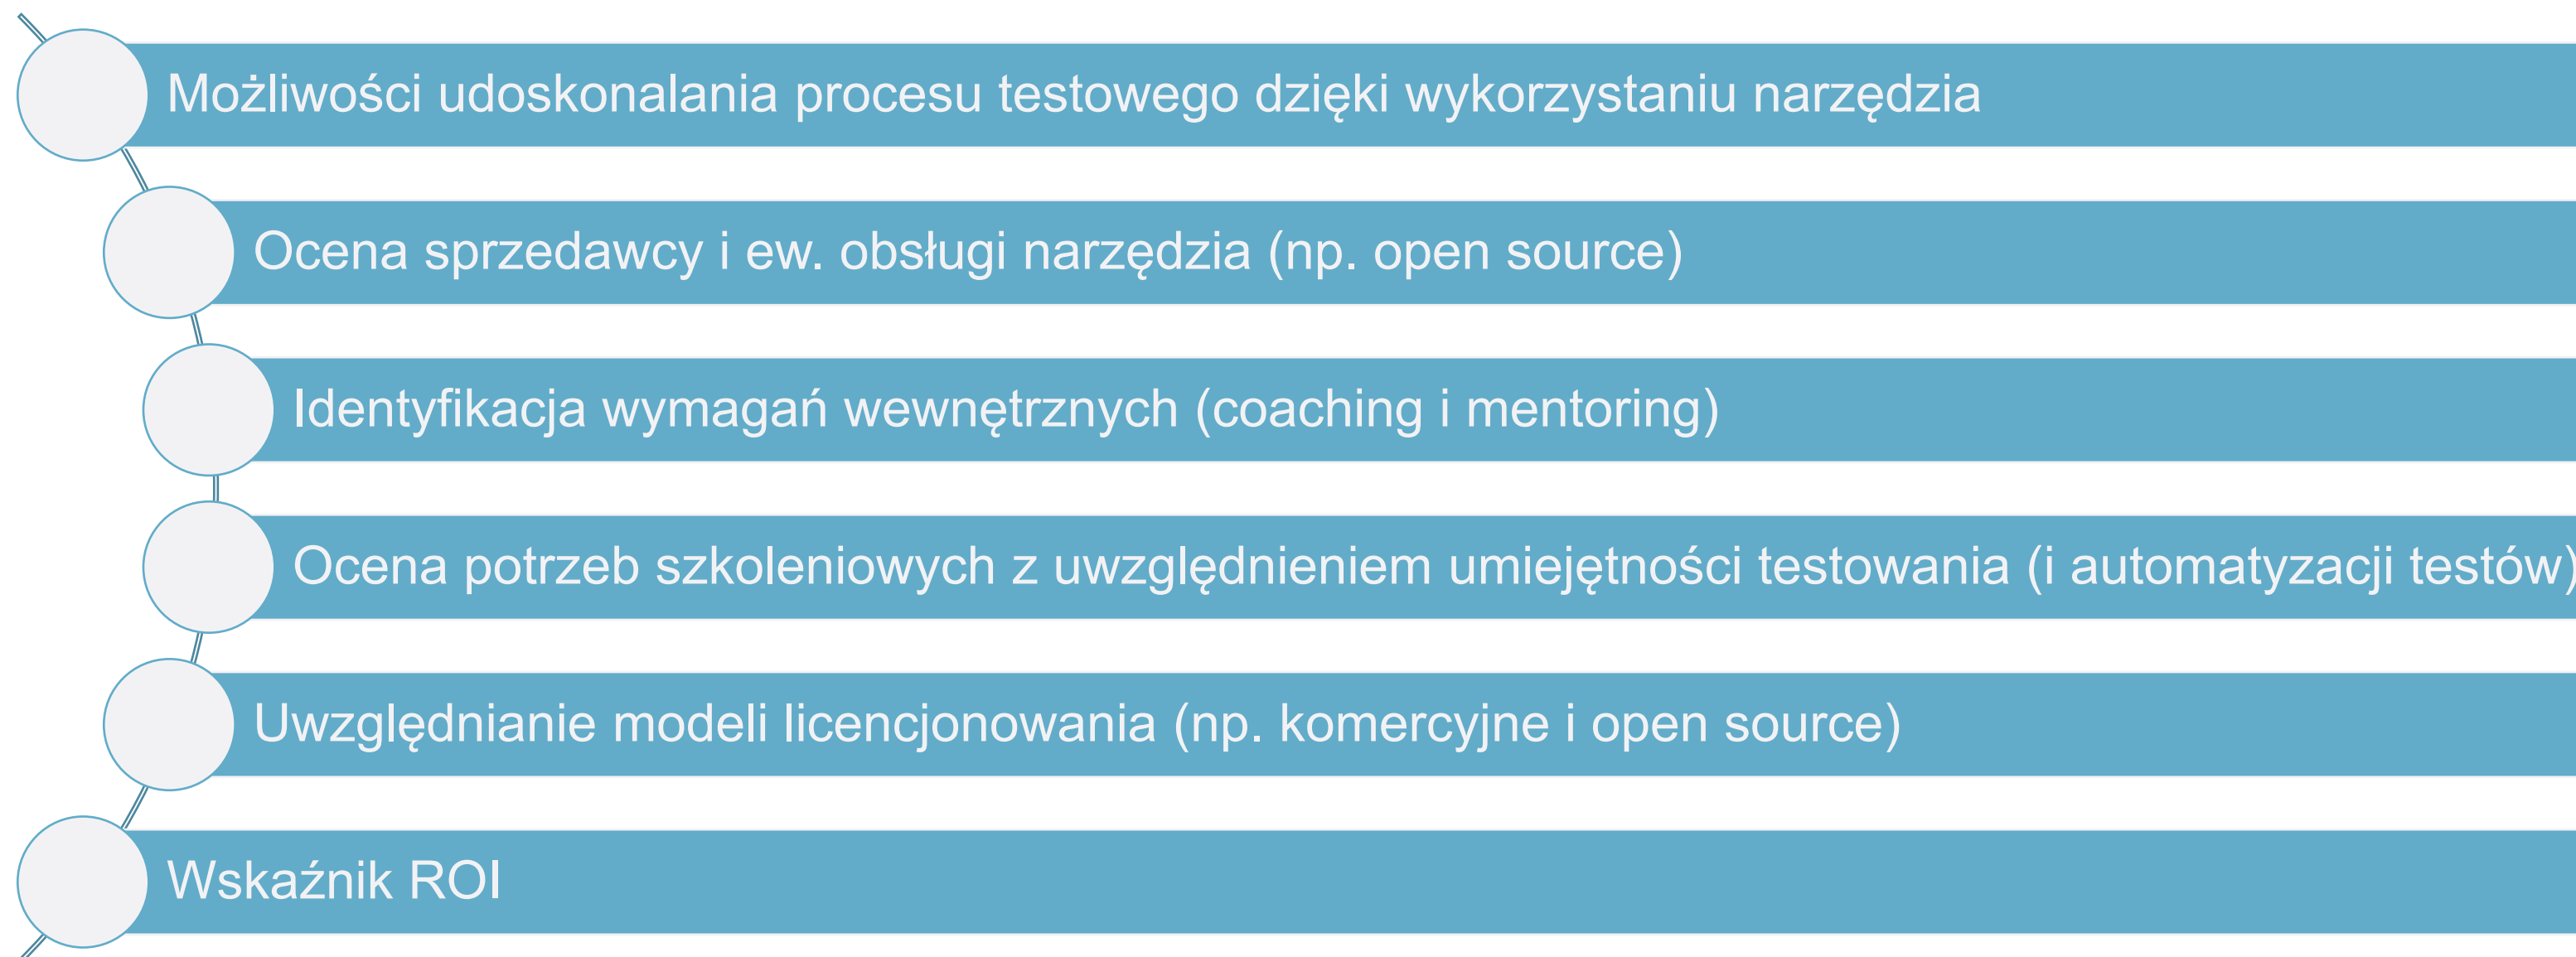 Możliwości udoskonalania procesu testowego dzięki wykorzystaniu narzędzia
Ocena sprzedawcy i ew. obsługi narzędzia (np. open source)
Identyfikacja wymagań wewnętrznych (coaching i mentoring)
Ocena potrzeb szkoleniowych z uwzględnieniem umiejętności testowania (i automatyzacji testów)
Uwzględnianie modeli licencjonowania (np. komercyjne i open source)
Wskaźnik ROI